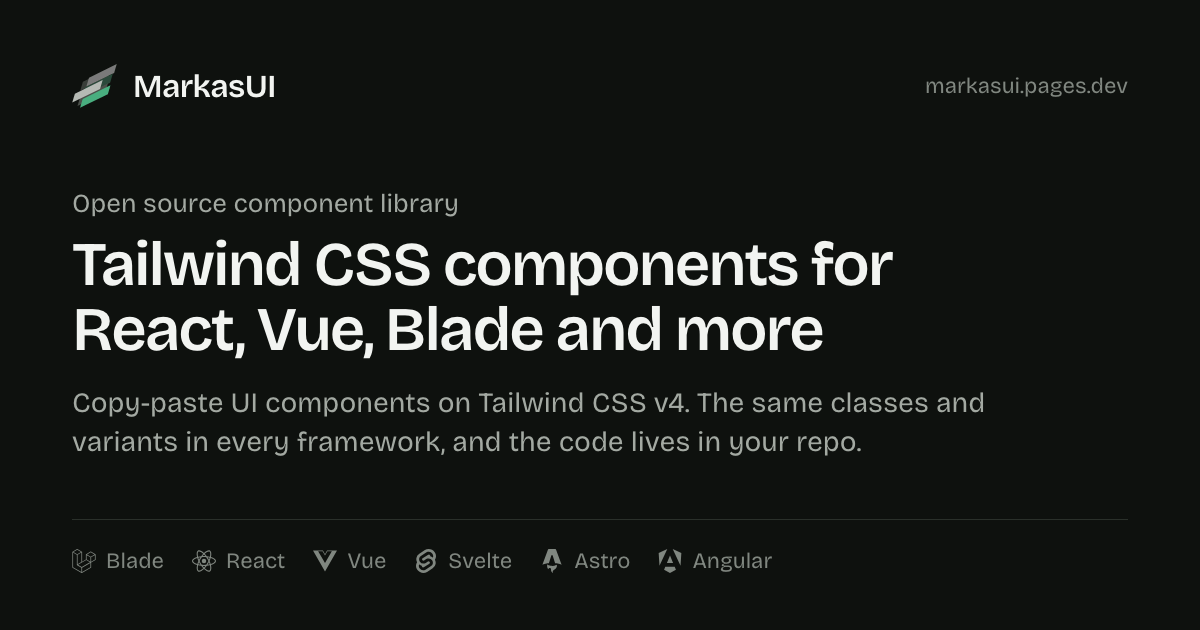 MarkasUI
markasui.pages.dev
Open source component library
Tailwind CSS components for
React, Vue, Blade and more
Copy-paste UI components on Tailwind CSS v4. The same classes and
variants in every framework, and the code lives in your repo.
Blade React Vue Svelte Astro Angular